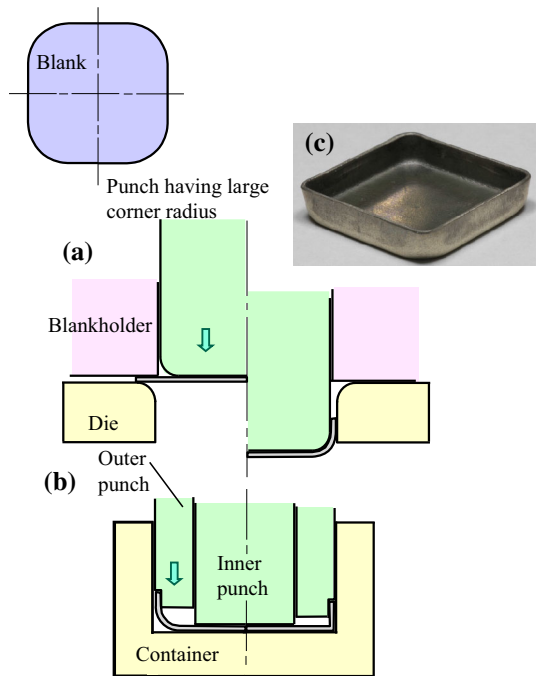 Blank
(c)
Punch having large
corner radius
(a)
Blankholder
Die
Outer
punch
(b)
Inner
punch
Container